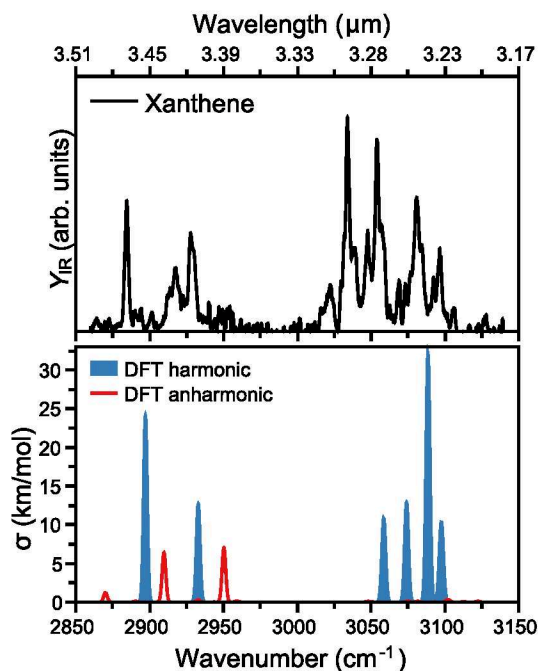 Wavelength (μm)
3.51 3.45 3.39 3.33 3.28 3.23 3.17
Xanthene
Y_IR (arb. units)
DFT harmonic
DFT anharmonic
σ (km/mol)
30
25
20
15
10
5
0
2850 2900 2950 3000 3050 3100 3150
Wavenumber (cm⁻¹)